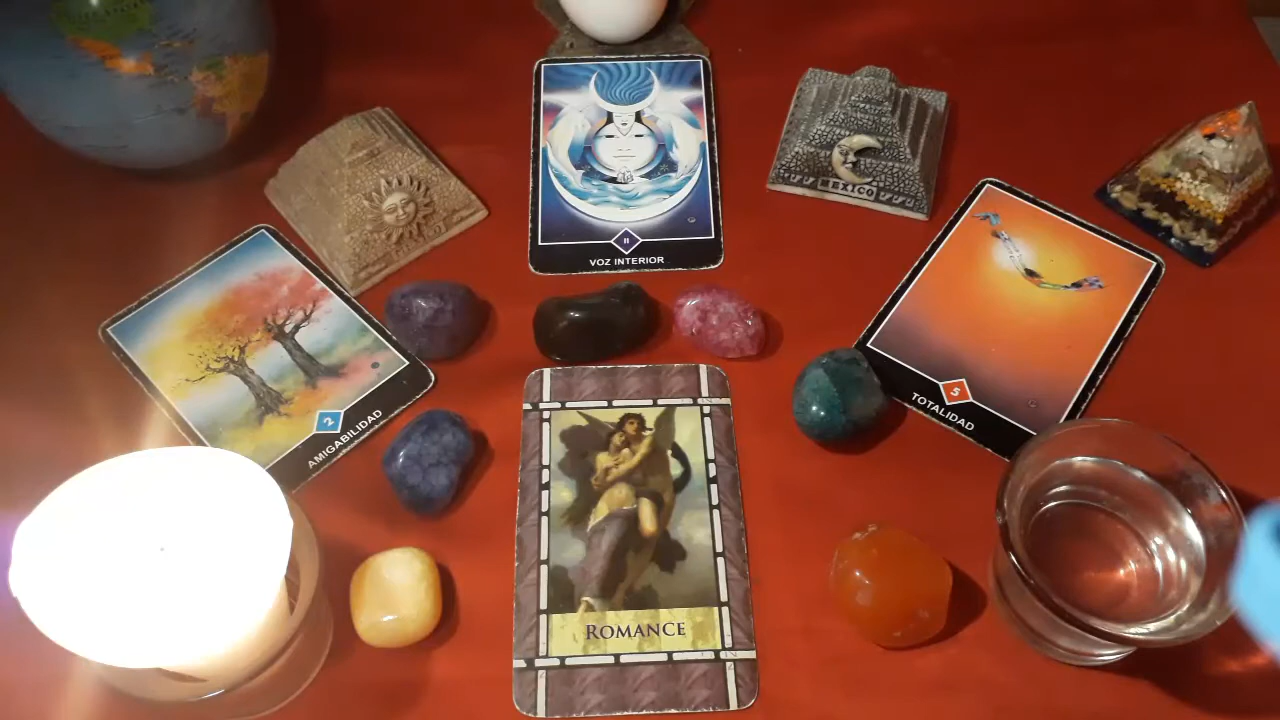 II
VOZ INTERIOR
MEXICO
2
AMIGABILIDAD
5
TOTALIDAD
ROMANCE